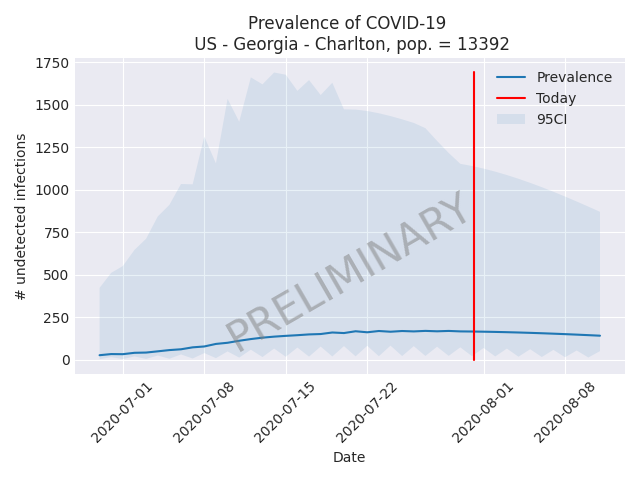 Prevalence of COVID-19
US - Georgia - Charlton, pop. = 13392
# undetected infections
1750
1500
1250
1000
750
500
250
0
Prevalence
Today
95CI
PRELIMINARY
2020-07-01
2020-07-08
2020-07-15
2020-07-22
2020-08-01
2020-08-08
Date